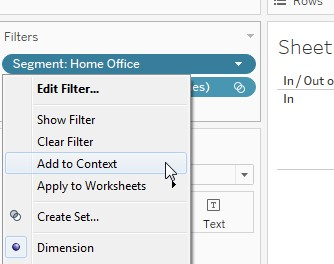 Rows
Filters
Segment: Home Office
es)
Sheet
In / Out o
In
Edit Filter...
Show Filter
Clear Filter
Add to Context
Apply to Worksheets
Create Set...
Dimension
Text